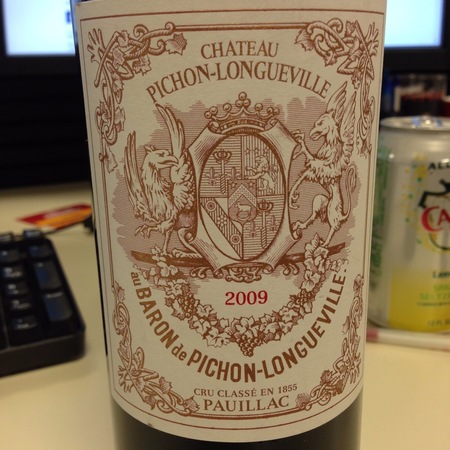 CHATEAU
PICHON-LONGUEVILLE
2009
au BARON de PICHON-LONGUEVILLE
CRU CLASSÉ EN 1855
PAUILLAC